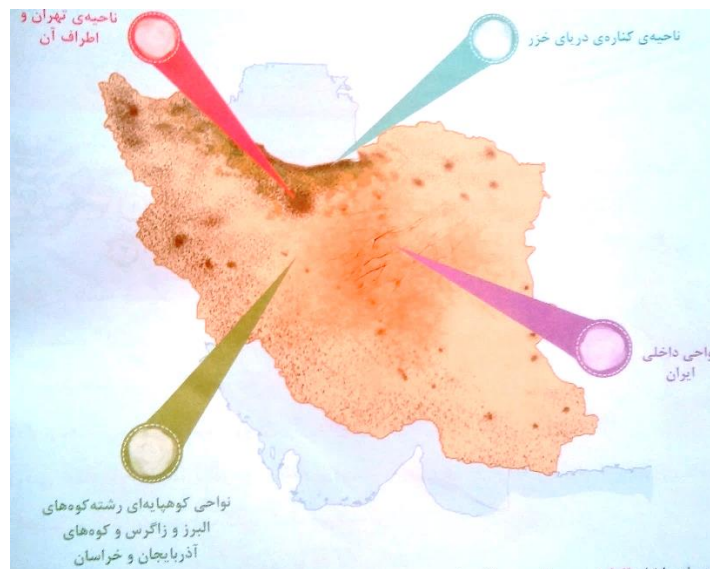 ناحیه‌ی کناره‌ی دریای خزر
ناحیه‌ی تهران و
اطراف آن
نواحی داخلی
ایران
نواحی کوهپایه‌ای رشته‌کوه‌های
البرز و زاگرس و کوه‌های
آذربایجان و خراسان